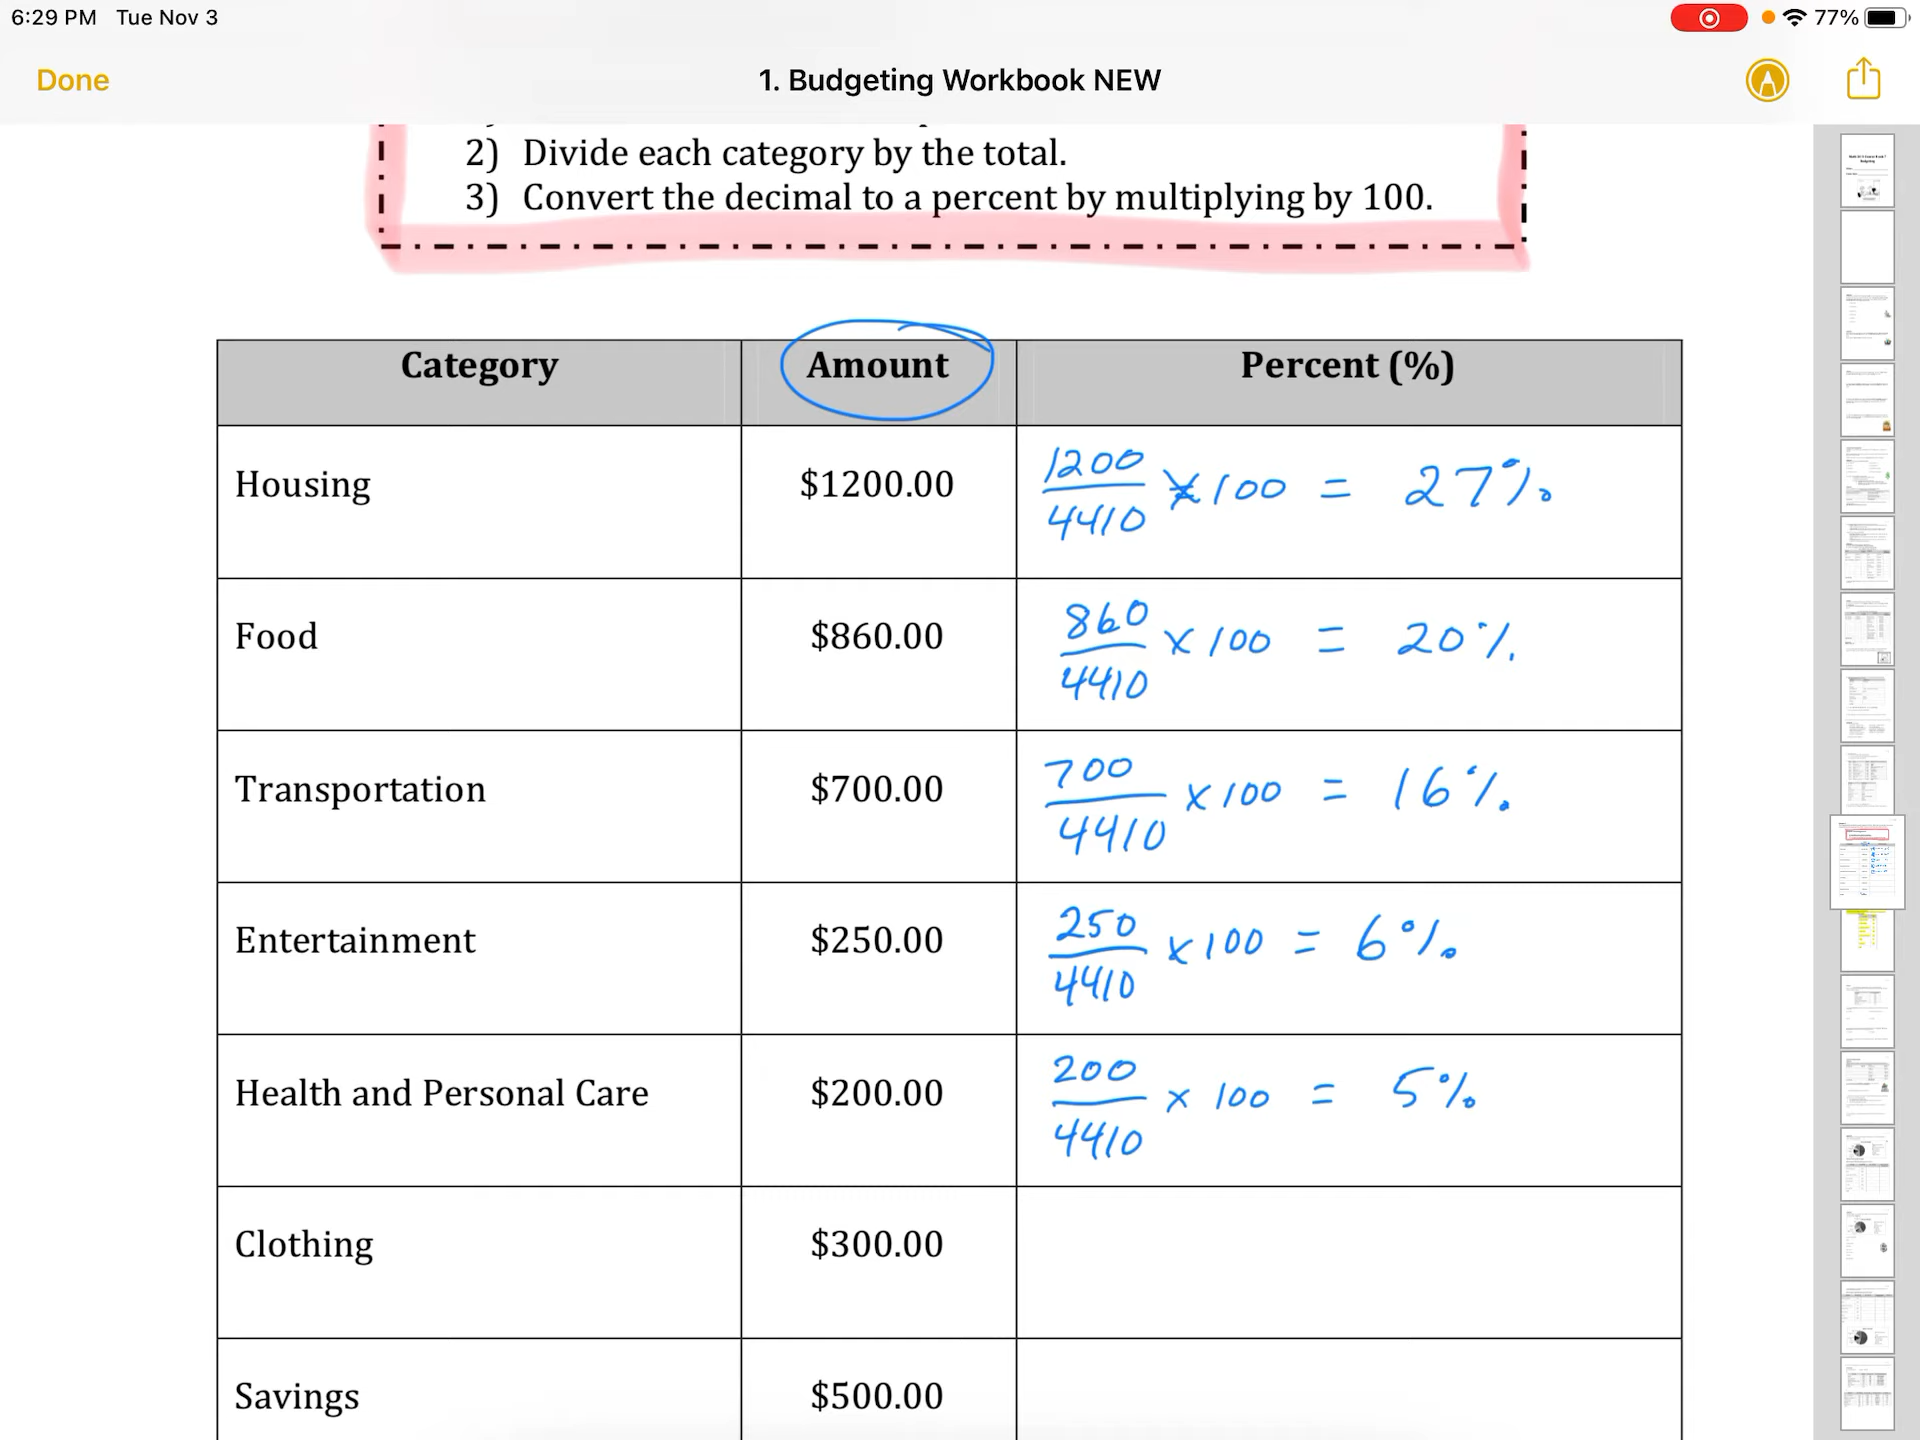 6:29 PM Tue Nov 3
77%
Done
1. Budgeting Workbook NEW
2) Divide each category by the total.
3) Convert the decimal to a percent by multiplying by 100.
Category Amount Percent (%)
Housing $1200.00 1200/4410 x 100 = 27%
Food $860.00 860/4410 x 100 = 20%
Transportation $700.00 700/4410 x 100 = 16%
Entertainment $250.00 250/4410 x 100 = 6%
Health and Personal Care $200.00 200/4410 x 100 = 5%
Clothing $300.00
Savings $500.00